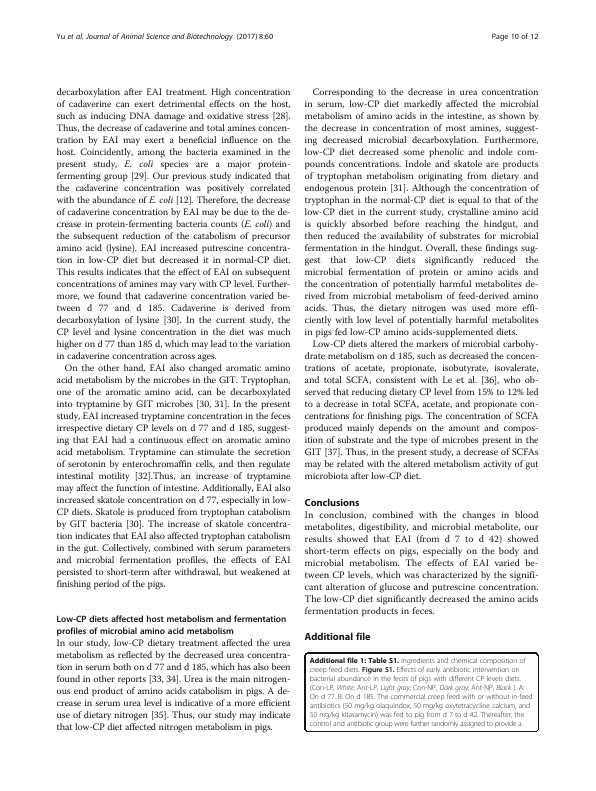 Yu et al. Journal of Animal Science and Biotechnology (2017) 8:60
Page 10 of 12
decarboxylation after EAI treatment. High concentration
of cadaverine can exert detrimental effects on the host,
such as inducing DNA damage and oxidative stress [28].
Thus, the decrease of cadaverine and total amines concen-
tration by EAI may exert a beneficial influence on the
host. Coincidently, among the bacteria examined in the
present study, E. coli species are a major protein-
fermenting group [29]. Our previous study indicated that
the cadaverine concentration was positively correlated
with the abundance of E. coli [12]. Therefore, the decrease
of cadaverine concentration by EAI may be due to the de-
crease in protein-fermenting bacteria counts (E. coli) and
the subsequent reduction of the catabolism of precursor
amino acid (lysine). EAI increased putrescine concentra-
tion in low-CP diet but decreased it in normal-CP diet.
This results indicates that the effect of EAI on subsequent
concentrations of amines may vary with CP level. Further-
more, we found that cadaverine concentration varied be-
tween d 77 and d 185. Cadaverine is derived from
decarboxylation of lysine [30]. In the current study, the
CP level and lysine concentration in the diet was much
higher on d 77 than 185 d, which may lead to the variation
in cadaverine concentration across ages.
On the other hand, EAI also changed aromatic amino
acid metabolism by the microbes in the GIT. Tryptophan,
one of the aromatic amino acid, can be decarboxylated
into tryptamine by GIT microbes [30, 31]. In the present
study, EAI increased tryptamine concentration in the feces
irrespective dietary CP levels on d 77 and d 185, suggest-
ing that EAI had a continuous effect on aromatic amino
acid metabolism. Tryptamine can stimulate the secretion
of serotonin by enterochromaffin cells, and then regulate
intestinal motility [32].Thus, an increase of tryptamine
may affect the function of intestine. Additionally, EAI also
increased skatole concentration on d 77, especially in low-
CP diets. Skatole is produced from tryptophan catabolism
by GIT bacteria [30]. The increase of skatole concentra-
tion indicates that EAI also affected tryptophan catabolism
in the gut. Collectively, combined with serum parameters
and microbial fermentation profiles, the effects of EAI
persisted to short-term after withdrawal, but weakened at
finishing period of the pigs.
Low-CP diets affected host metabolism and fermentation
profiles of microbial amino acid metabolism
In our study, low-CP dietary treatment affected the urea
metabolism as reflected by the decreased urea concentra-
tion in serum both on d 77 and d 185, which has also been
found in other reports [33, 34]. Urea is the main nitrogen-
ous end product of amino acids catabolism in pigs. A de-
crease in serum urea level is indicative of a more efficient
use of dietary nitrogen [35]. Thus, our study may indicate
that low-CP diet affected nitrogen metabolism in pigs.
Corresponding to the decrease in urea concentration
in serum, low-CP diet markedly affected the microbial
metabolism of amino acids in the intestine, as shown by
the decrease in concentration of most amines, suggest-
ing decreased microbial decarboxylation. Furthermore,
low-CP diet decreased some phenolic and indole com-
pounds concentrations. Indole and skatole are products
of tryptophan metabolism originating from dietary and
endogenous protein [31]. Although the concentration of
tryptophan in the normal-CP diet is equal to that of the
low-CP diet in the current study, crystalline amino acid
is quickly absorbed before reaching the hindgut, and
then reduced the availability of substrates for microbial
fermentation in the hindgut. Overall, these findings sug-
gest that low-CP diets significantly reduced the
microbial fermentation of protein or amino acids and
the concentration of potentially harmful metabolites de-
rived from microbial metabolism of feed-derived amino
acids. Thus, the dietary nitrogen was used more effi-
ciently with low level of potentially harmful metabolites
in pigs fed low-CP amino acids-supplemented diets.
Low-CP diets altered the markers of microbial carbohy-
drate metabolism on d 185, such as decreased the concen-
trations of acetate, propionate, isobutyrate, isovalerate,
and total SCFA, consistent with Le et al. [36], who ob-
served that reducing dietary CP level from 15% to 12% led
to a decrease in total SCFA, acetate, and propionate con-
centrations for finishing pigs. The concentration of SCFA
produced mainly depends on the amount and compos-
ition of substrate and the type of microbes present in the
GIT [37]. Thus, in the present study, a decrease of SCFAs
may be related with the altered metabolism activity of gut
microbiota after low-CP diet.
Conclusions
In conclusion, combined with the changes in blood
metabolites, digestibility, and microbial metabolite, our
results showed that EAI (from d 7 to d 42) showed
short-term effects on pigs, especially on the body and
microbial metabolism. The effects of EAI varied be-
tween CP levels, which was characterized by the signifi-
cant alteration of glucose and putrescine concentration.
The low-CP diet significantly decreased the amino acids
fermentation products in feces.
Additional file
Additional file 1: Table S1. Ingredients and chemical composition of
creep feed diets. Figure S1. Effects of early antibiotic intervention on
bacterial abundance in the feces of pigs with different CP levels diets.
(Con-LP, White; Ant-LP, Light gray; Con-NP, Dark gray; Ant-NP, Black ). A:
On d 77. B: On d 185. The commercial creep feed with or without in-feed
antibiotics (50 mg/kg olaquindox, 50 mg/kg oxytetracycline calcium, and
50 mg/kg kitasamycin) was fed to pig from d 7 to d 42. Thereafter, the
control and antibiotic group were further randomly assigned to provide a